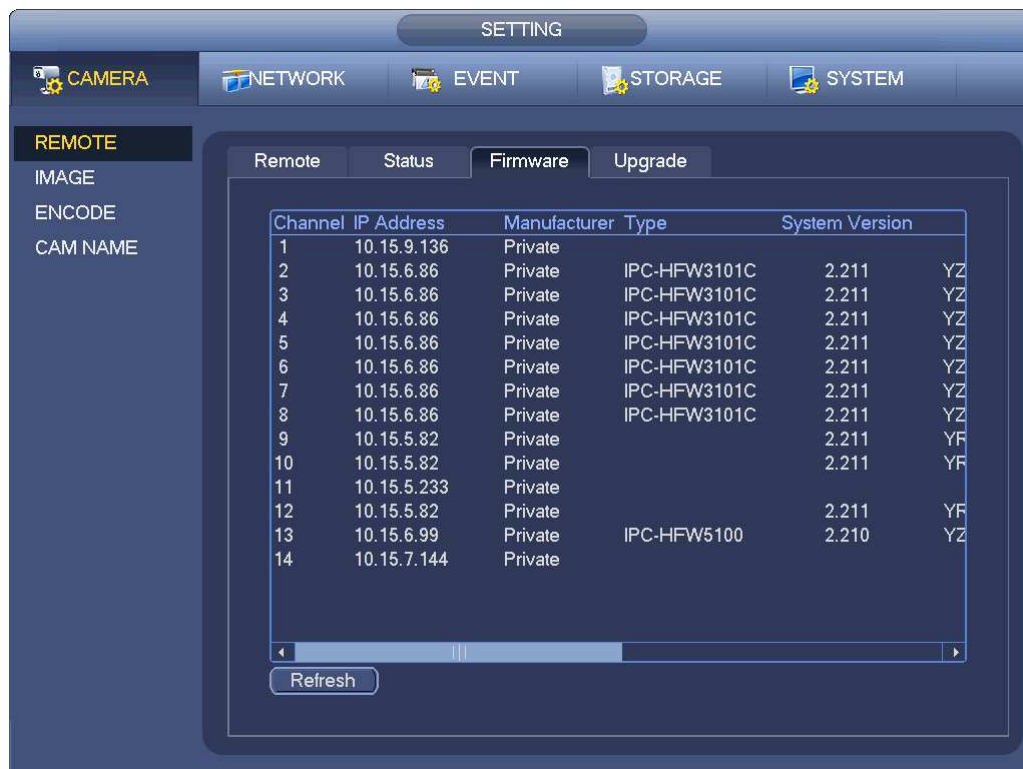 SETTING
CAMERA NETWORK EVENT STORAGE SYSTEM
REMOTE
IMAGE
ENCODE
CAM NAME
Remote Status Firmware Upgrade
Channel IP Address Manufacturer Type System Version
1 10.15.9.136 Private
2 10.15.6.86 Private IPC-HFW3101C 2.211 YZ
3 10.15.6.86 Private IPC-HFW3101C 2.211 YZ
4 10.15.6.86 Private IPC-HFW3101C 2.211 YZ
5 10.15.6.86 Private IPC-HFW3101C 2.211 YZ
6 10.15.6.86 Private IPC-HFW3101C 2.211 YZ
7 10.15.6.86 Private IPC-HFW3101C 2.211 YZ
8 10.15.6.86 Private IPC-HFW3101C 2.211 YZ
9 10.15.5.82 Private 2.211 YR
10 10.15.5.82 Private 2.211 YR
11 10.15.5.233 Private
12 10.15.5.82 Private 2.211 YR
13 10.15.6.99 Private IPC-HFW5100 2.210 YZ
14 10.15.7.144 Private
Refresh